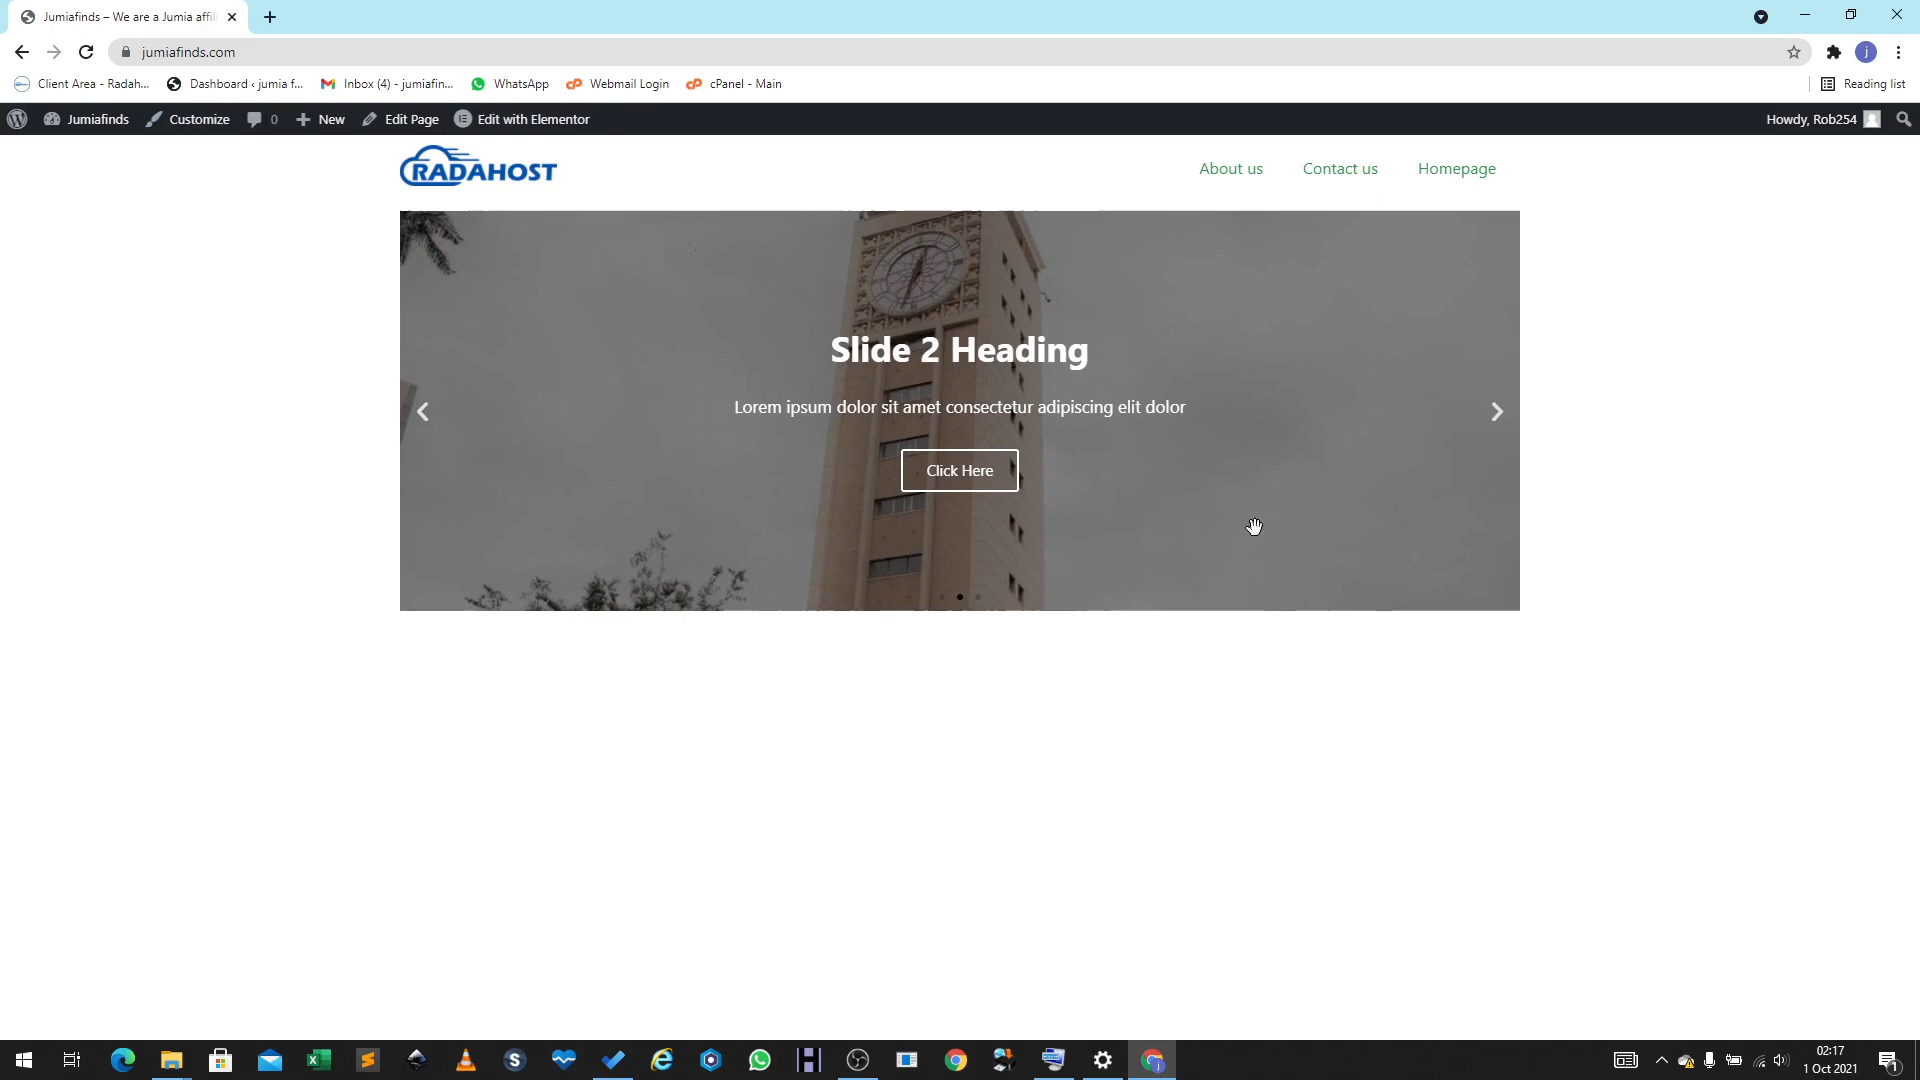 Jumiafinds – We are a Jumia affili
jumiafinds.com
j
Client Area - Radah...
Dashboard ‹ jumia f...
Inbox (4) - jumiafin...
WhatsApp
Webmail Login
cPanel - Main
Reading list
Jumiafinds
Customize
0
New
Edit Page
Edit with Elementor
Howdy, Rob254
RADAHOST
About us
Contact us
Homepage
Slide 2 Heading
Lorem ipsum dolor sit amet consectetur adipiscing elit dolor
Click Here
02:17
1 Oct 2021
1